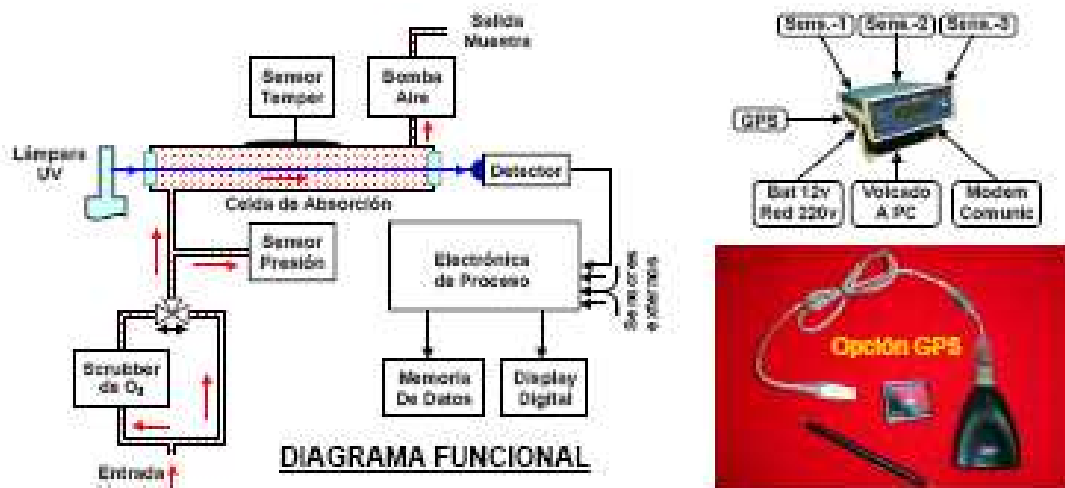 Salida
Muestra
Sensor
Temper
Bomba
Aire
Lámpara
UV
Detector
Celda de Absorción
Sensor
Presión
Electrónica
de Proceso
Sensores
externos
Scrubber
de O₃
Memoria
De Datos
Display
Digital
Entrada
DIAGRAMA FUNCIONAL
Sens.-1
Sens.-2
Sens.-3
GPS
Bat 12v
Red 220v
Volcado
A PC
Modem
Comunic
Opción GPS